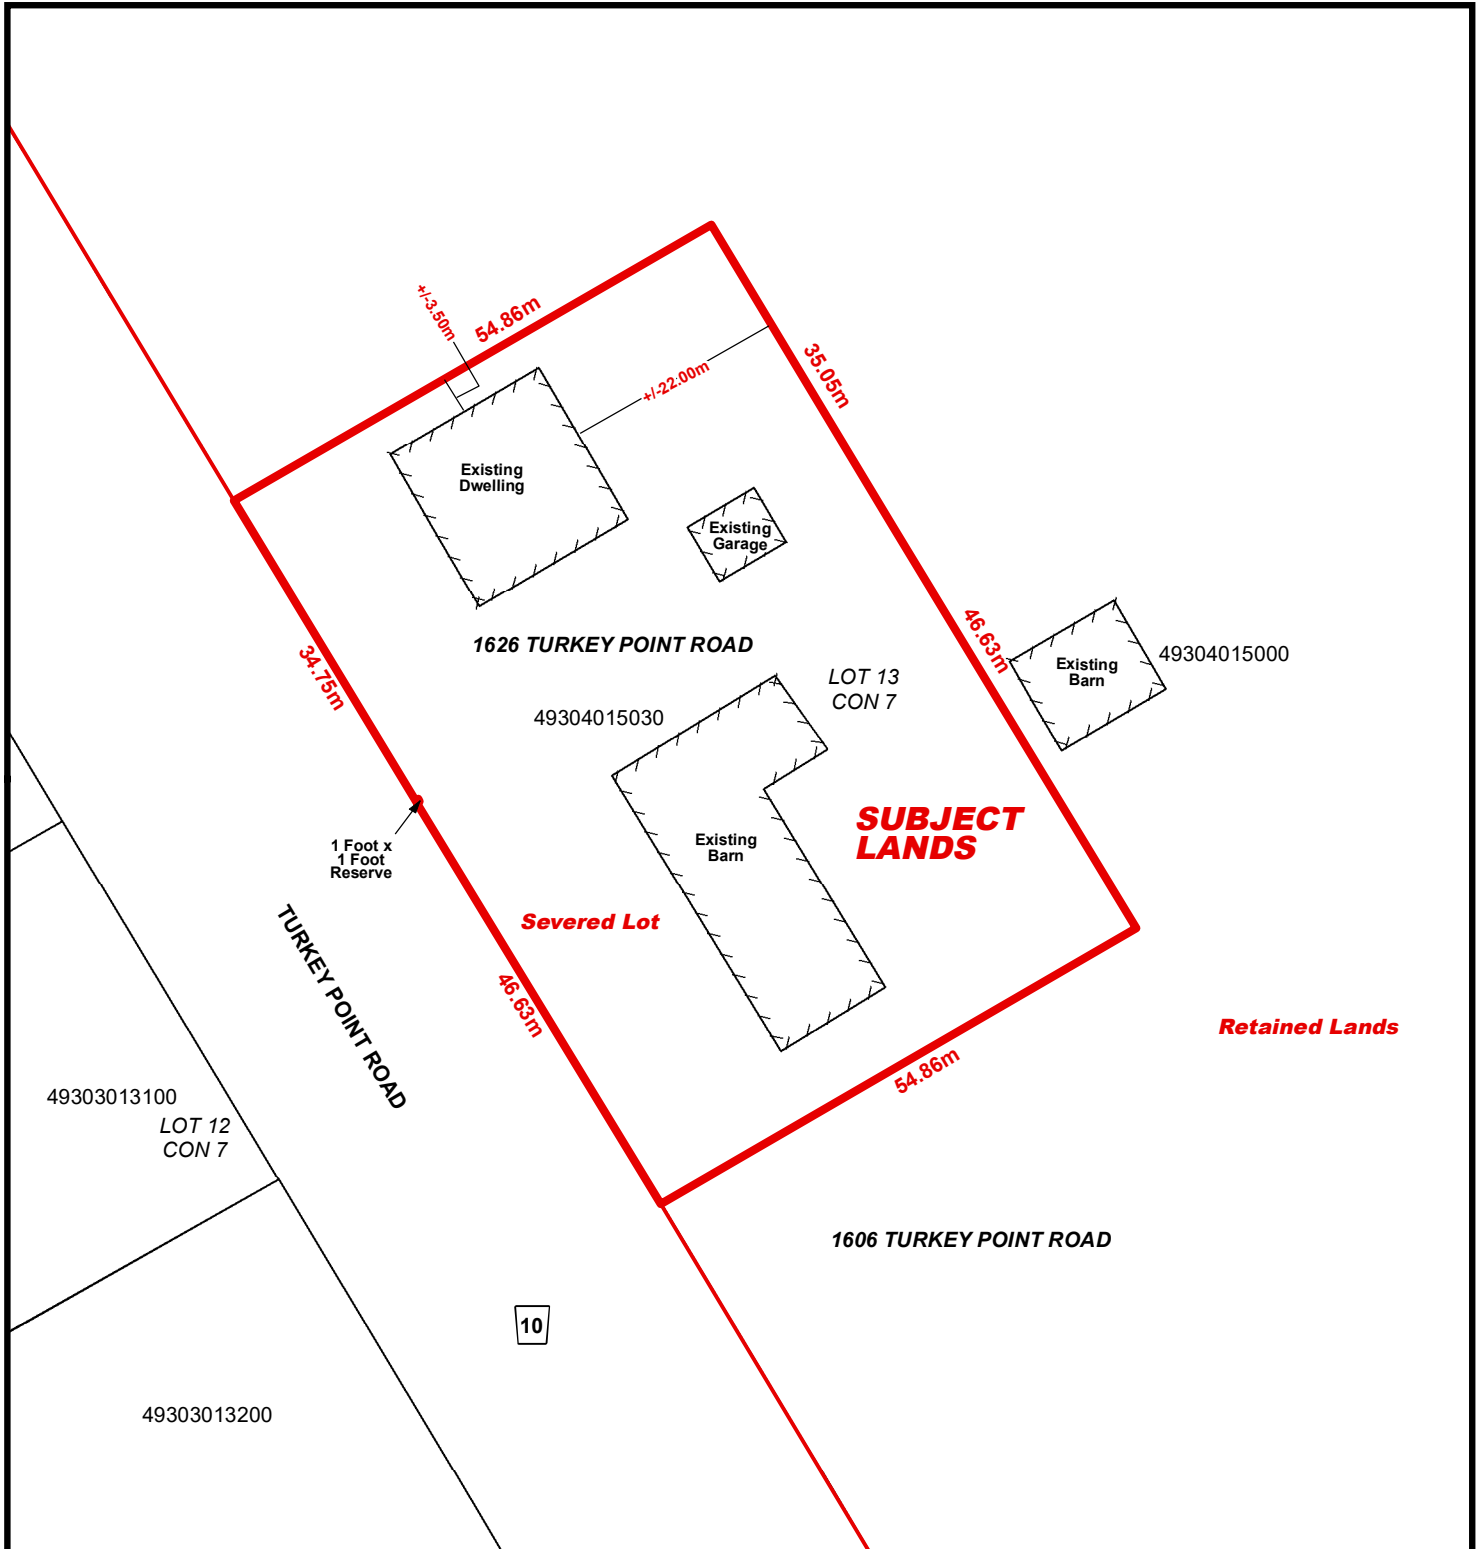 +/-3.50m
54.86m
35.05m
+/-22.00m
Existing
Dwelling
Existing
Garage
46.63m
1626 TURKEY POINT ROAD
49304015000
Existing
Barn
34.75m
LOT 13
CON 7
49304015030
SUBJECT
LANDS
1 Foot x
1 Foot
Reserve
Existing
Barn
Severed Lot
TURKEY POINT ROAD
46.63m
Retained Lands
54.86m
49303013100
LOT 12
CON 7
1606 TURKEY POINT ROAD
10
49303013200